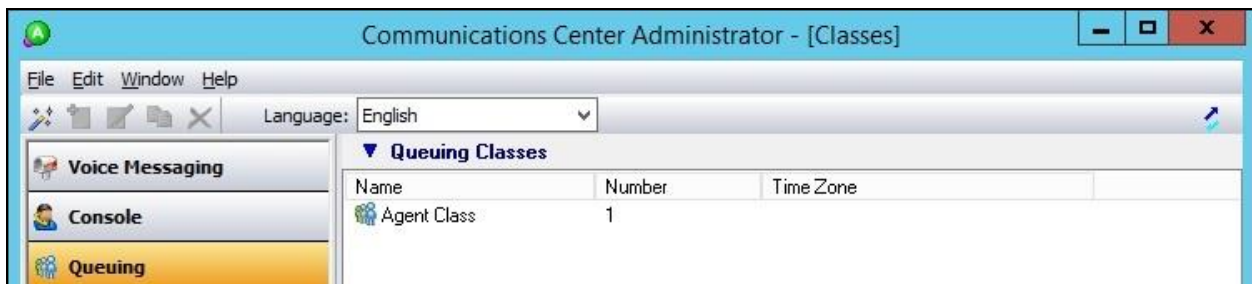 Communications Center Administrator - [Classes]
File Edit Window Help
Language: English
Voice Messaging
Console
Queuing
Queuing Classes
Name Number Time Zone
Agent Class 1